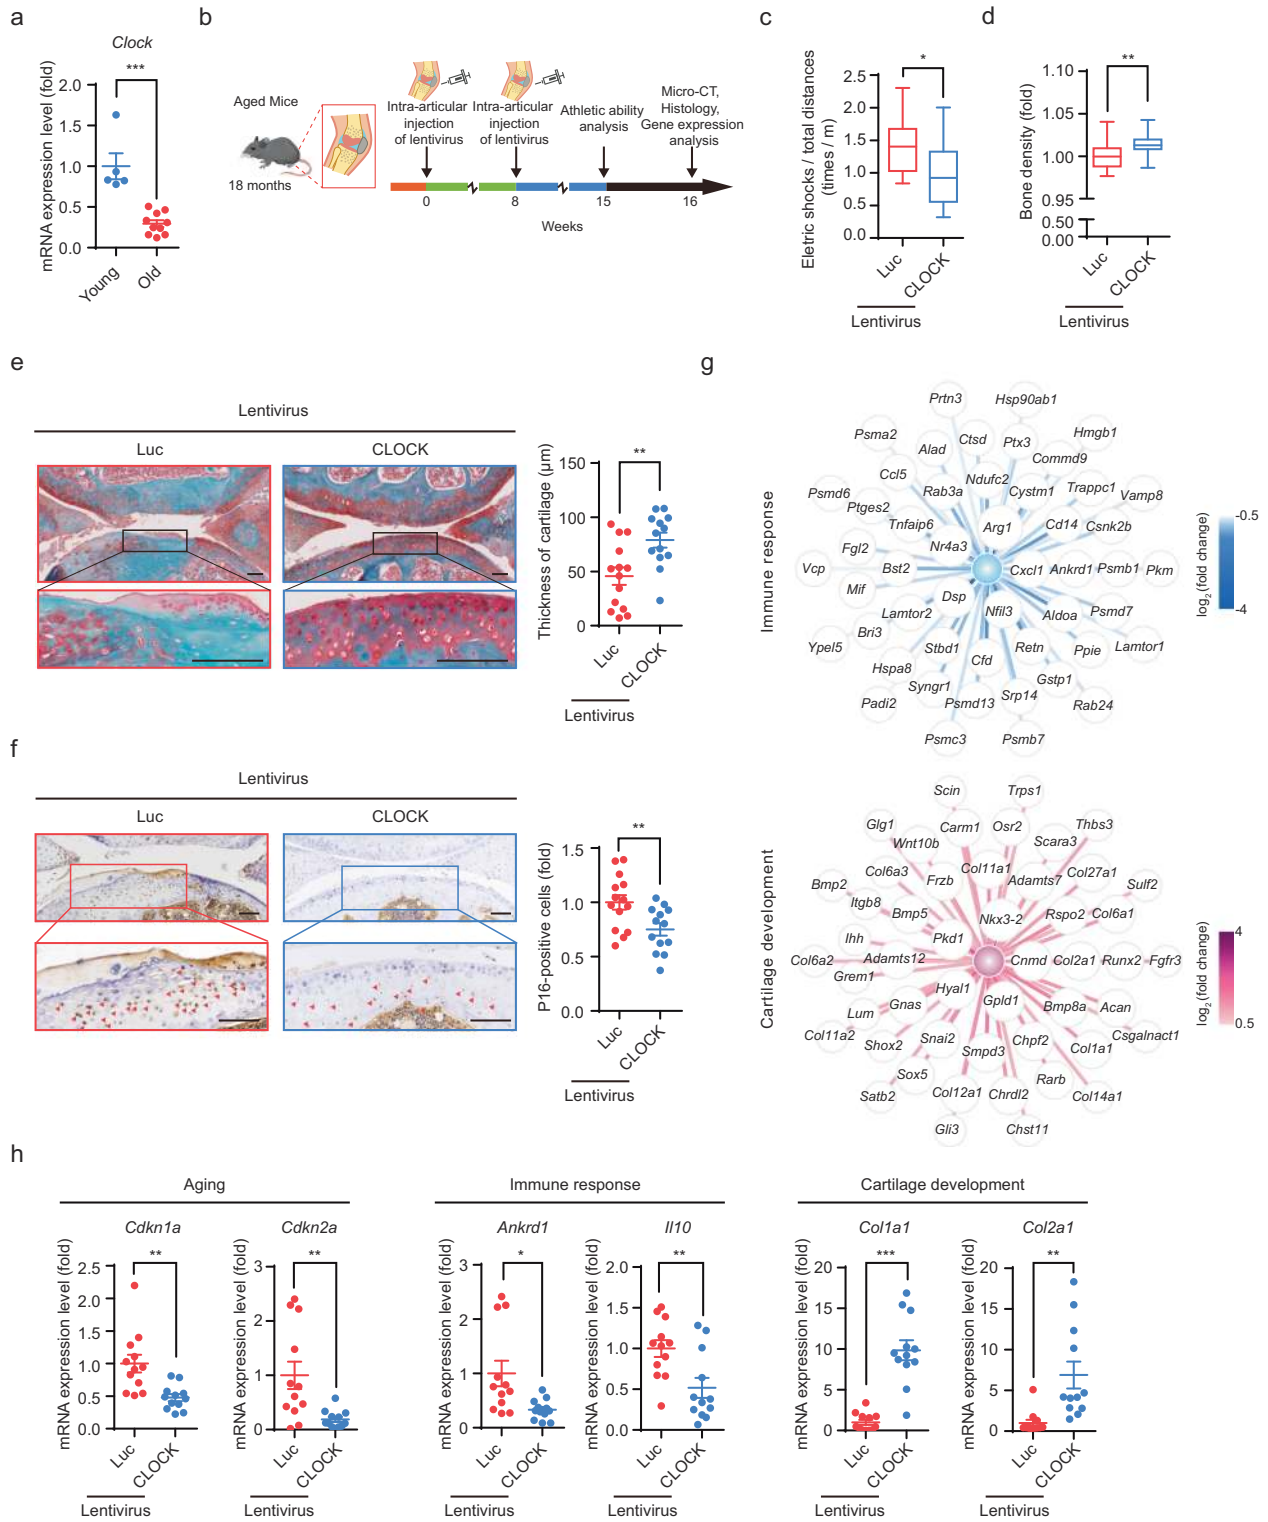 a
Clock
***
mRNA expression level (fold)
2.0
1.5
1.0
0.5
0.0
Young
Old
b
Aged Mice
18 months
Intra-articular
injection
of lentivirus
Intra-articular
injection
of lentivirus
Athletic ability
analysis
Micro-CT,
Histology,
Gene expression
analysis
0
8
15
16
Weeks
c
*
Eletric shocks / total distances
(times / m)
2.5
2.0
1.5
1.0
0.5
0.0
Luc
CLOCK
Lentivirus
d
**
Bone density (fold)
1.10
1.05
1.00
0.95
0.50
0.00
Luc
CLOCK
Lentivirus
e
Lentivirus
Luc
CLOCK
**
Thickness of cartilage (μm)
150
100
50
0
Luc
CLOCK
Lentivirus
f
Lentivirus
Luc
CLOCK
**
P16-positive cells (fold)
1.5
1.0
0.5
0.0
Luc
CLOCK
Lentivirus
g
Immune response
Prtn3
Hsp90ab1
Psma2
Alad
Ctsd
Ptx3
Hmgb1
Commd9
Ccl5
Ndufc2
Psmd6
Rab3a
Cystm1
Trappc1
Vamp8
Ptges2
Tnfaip6
Arg1
Cd14
Csnk2b
Fgl2
Nr4a3
Vcp
Bst2
Cxcl1
Ankrd1
Psmb1
Pkm
Mif
Dsp
Lamtor2
Nfil3
Aldoa
Psmd7
Ypel5
Bri3
Stbd1
Retn
Ppie
Lamtor1
Hspa8
Cfd
Syngr1
Gstp1
Padi2
Psmd13
Srp14
Rab24
Psmc3
Psmb7
log2(fold change)
-0.5
-4
Cartilage development
Scin
Trps1
Glg1
Wnt10b
Carm1
Osr2
Scara3
Thbs3
Col6a3
Col11a1
Frzb
Adamts7
Col27a1
Bmp2
Sulf2
Itgb8
Bmp5
Nkx3-2
Rspo2
Col6a1
Ihh
Pkd1
Col6a2
Adamts12
Cnmd
Col2a1
Runx2
Fgfr3
Grem1
Hyal1
Lum
Gnas
Gpld1
Bmp8a
Acan
Col11a2
Shox2
Snai2
Smpd3
Chpf2
Col1a1
Csgalnact1
Sox5
Rarb
Satb2
Col12a1
Chrdl2
Col14a1
Gli3
Chst11
log2(fold change)
4
0.5
h
Aging
Immune response
Cartilage development
Cdkn1a
**
mRNA expression level (fold)
2.5
2.0
1.5
1.0
0.5
0.0
Luc
CLOCK
Lentivirus
Cdkn2a
**
mRNA expression level (fold)
3
2
1
0
Luc
CLOCK
Lentivirus
Ankrd1
*
mRNA expression level (fold)
3
2
1
0
Luc
CLOCK
Lentivirus
Il10
**
mRNA expression level (fold)
2.0
1.5
1.0
0.5
0.0
Luc
CLOCK
Lentivirus
Col1a1
***
mRNA expression level (fold)
20
15
10
5
0
Luc
CLOCK
Lentivirus
Col2a1
**
mRNA expression level (fold)
20
15
10
5
0
Luc
CLOCK
Lentivirus